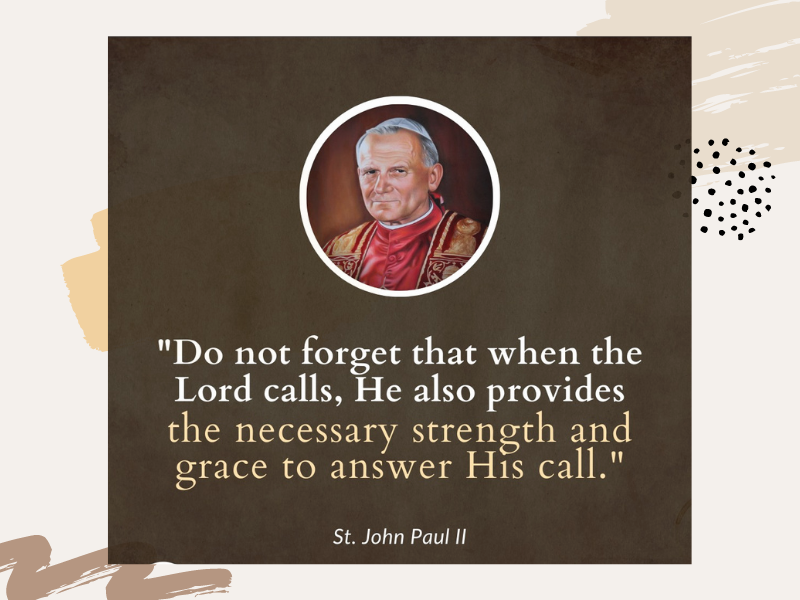 "Do not forget that when the
Lord calls, He also provides
the necessary strength and
grace to answer His call."
St. John Paul II